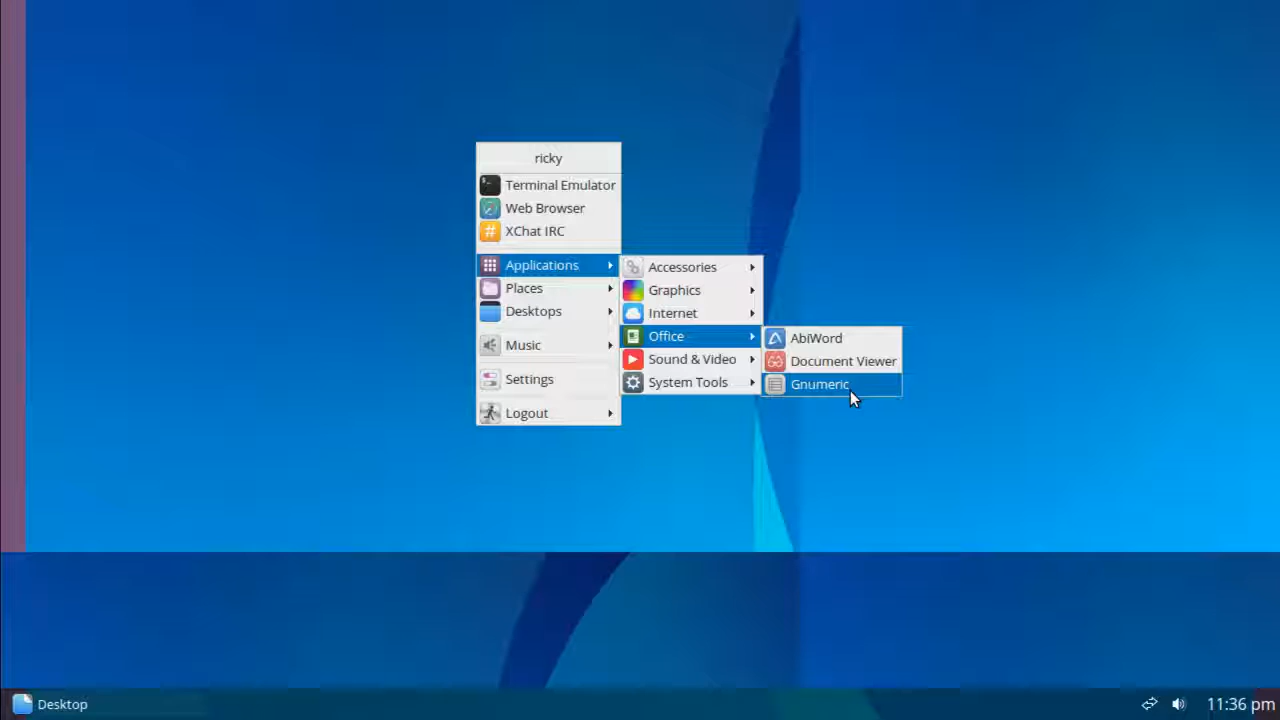 ricky
Terminal Emulator
Web Browser
XChat IRC
Applications
Places
Desktops
Music
Settings
Logout
Accessories
Graphics
Internet
Office
Sound & Video
System Tools
AbiWord
Document Viewer
Gnumeric
Desktop
11:36 pm